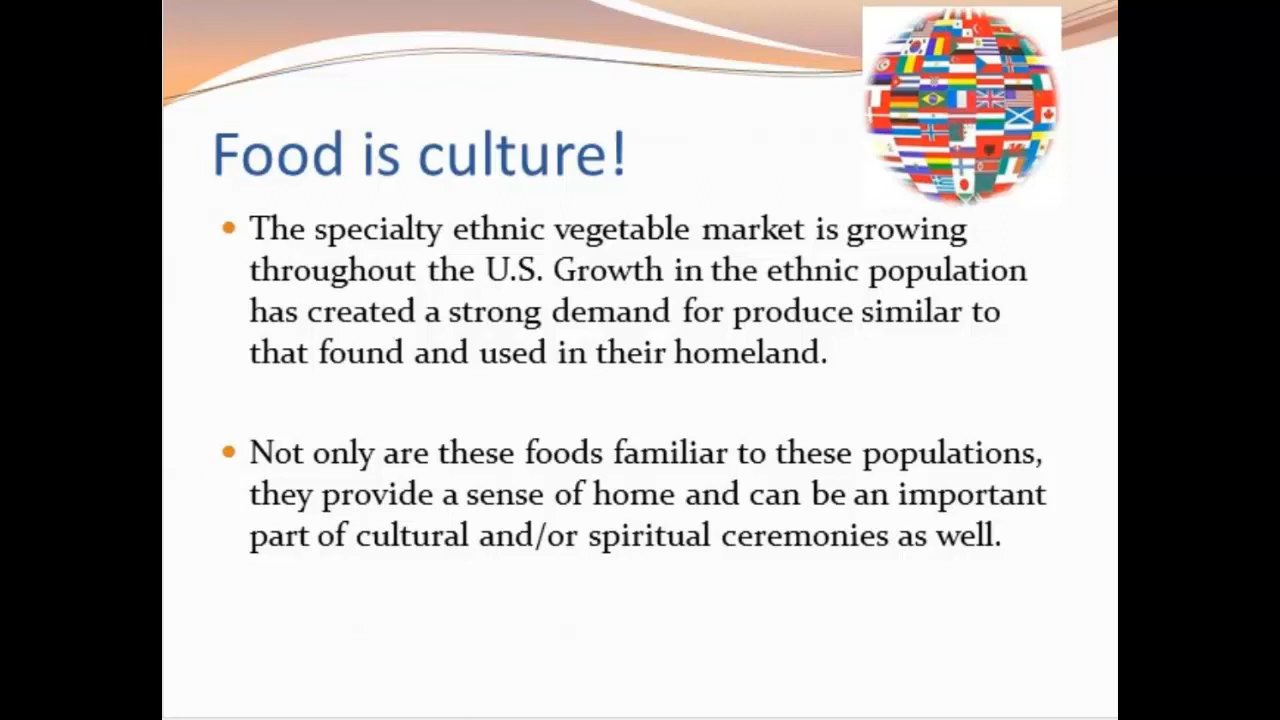 Food is culture!
The specialty ethnic vegetable market is growing
throughout the U.S. Growth in the ethnic population
has created a strong demand for produce similar to
that found and used in their homeland.
Not only are these foods familiar to these populations,
they provide a sense of home and can be an important
part of cultural and/or spiritual ceremonies as well.